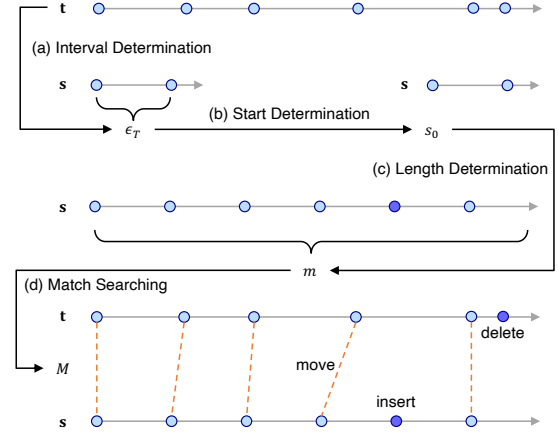 t
(a) Interval Determination
s
s
ϵ_T
(b) Start Determination
s_0
(c) Length Determination
s
m
(d) Match Searching
t
delete
move
M
insert
s